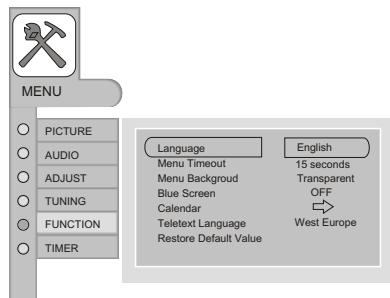 MENU
PICTURE
AUDIO
ADJUST
TUNING
FUNCTION
TIMER
Language English
Menu Timeout 15 seconds
Menu Backgroud Transparent
Blue Screen OFF
Calendar
Teletext Language West Europe
Restore Default Value